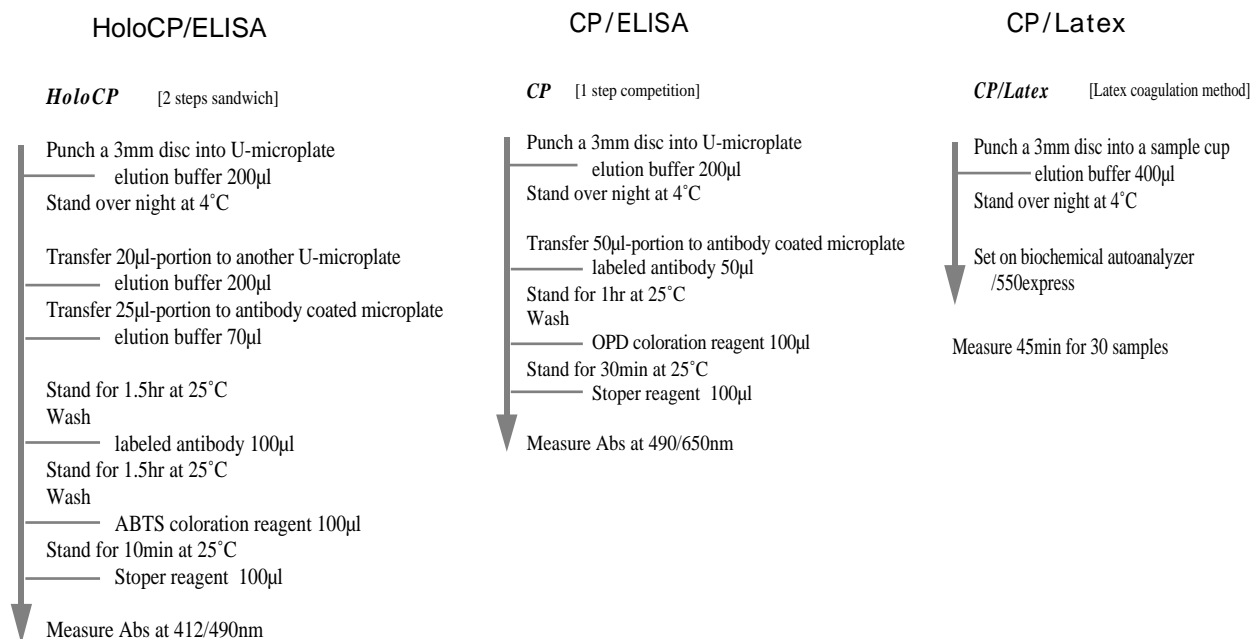 HoloCP/ELISA
HoloCP [2 steps sandwich]
Punch a 3mm disc into U-microplate
elution buffer 200µl
Stand over night at 4˚C
Transfer 20µl-portion to another U-microplate
elution buffer 200µl
Transfer 25µl-portion to antibody coated microplate
elution buffer 70µl
Stand for 1.5hr at 25˚C
Wash
labeled antibody 100µl
Stand for 1.5hr at 25˚C
Wash
ABTS coloration reagent 100µl
Stand for 10min at 25˚C
Stoper reagent 100µl
Measure Abs at 412/490nm
CP/ELISA
CP [1 step competition]
Punch a 3mm disc into U-microplate
elution buffer 200µl
Stand over night at 4˚C
Transfer 50µl-portion to antibody coated microplate
labeled antibody 50µl
Stand for 1hr at 25˚C
Wash
OPD coloration reagent 100µl
Stand for 30min at 25˚C
Stoper reagent 100µl
Measure Abs at 490/650nm
CP/Latex
CP/Latex [Latex coagulation method]
Punch a 3mm disc into a sample cup
elution buffer 400µl
Stand over night at 4˚C
Set on biochemical autoanalyzer
/550express
Measure 45min for 30 samples